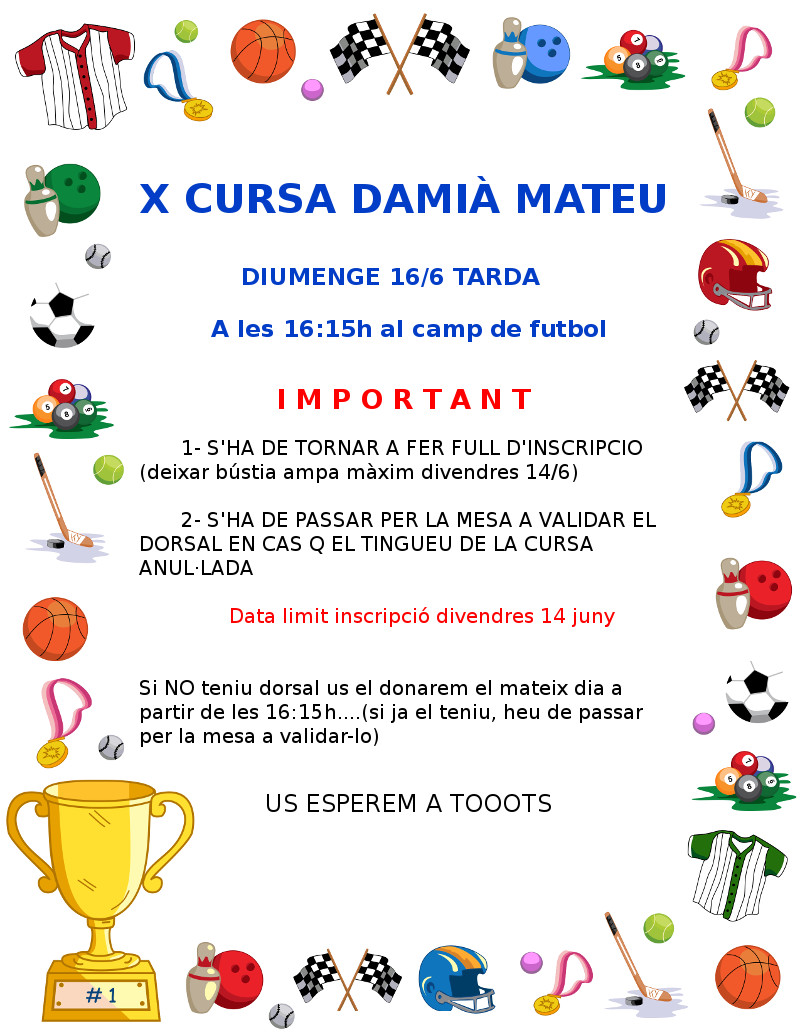 X CURSA DAMIÀ MATEU
DIUMENGE 16/6 TARDA
A les 16:15h al camp de futbol
I M P O R T A N T
1- S'HA DE TORNAR A FER FULL D'INSCRIPCIO
(deixar bústia ampa màxim divendres 14/6)
2- S'HA DE PASSAR PER LA MESA A VALIDAR EL
DORSAL EN CAS Q EL TINGUEU DE LA CURSA
ANUL·LADA
Data limit inscripció divendres 14 juny
Si NO teniu dorsal us el donarem el mateix dia a
partir de les 16:15h....(si ja el teniu, heu de passar
per la mesa a validar-lo)
US ESPEREM A TOOOTS
# 1